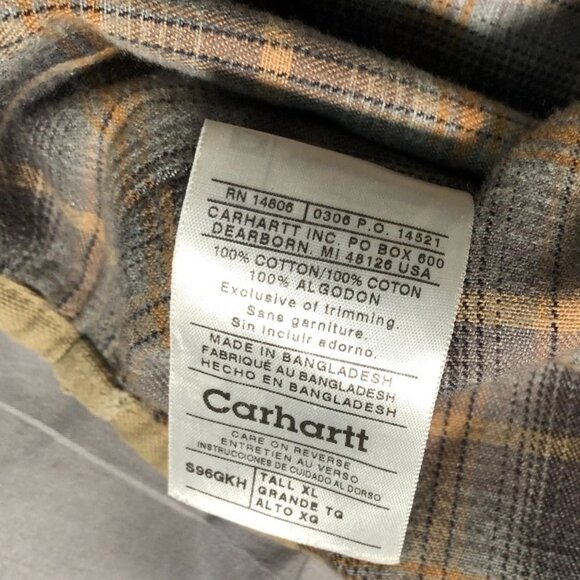 RN 14806 0306 P.O. 14521
CARHARTT INC. PO BOX 600
DEARBORN, MI 48126 USA
100% COTTON/100% COTON
100% ALGODON
Exclusive of trimming.
Sans garniture.
Sin incluir adorno.
MADE IN BANGLADESH
FABRIQUÉ AU BANGLADESH
HECHO EN BANGLADESH
Carhartt
CARE ON REVERSE
ENTRETIEN AU VERSO
INSTRUCCIONES DE CUIDADO AL DORSO
S96GKH TALL XL
GRANDE TG
ALTO XG